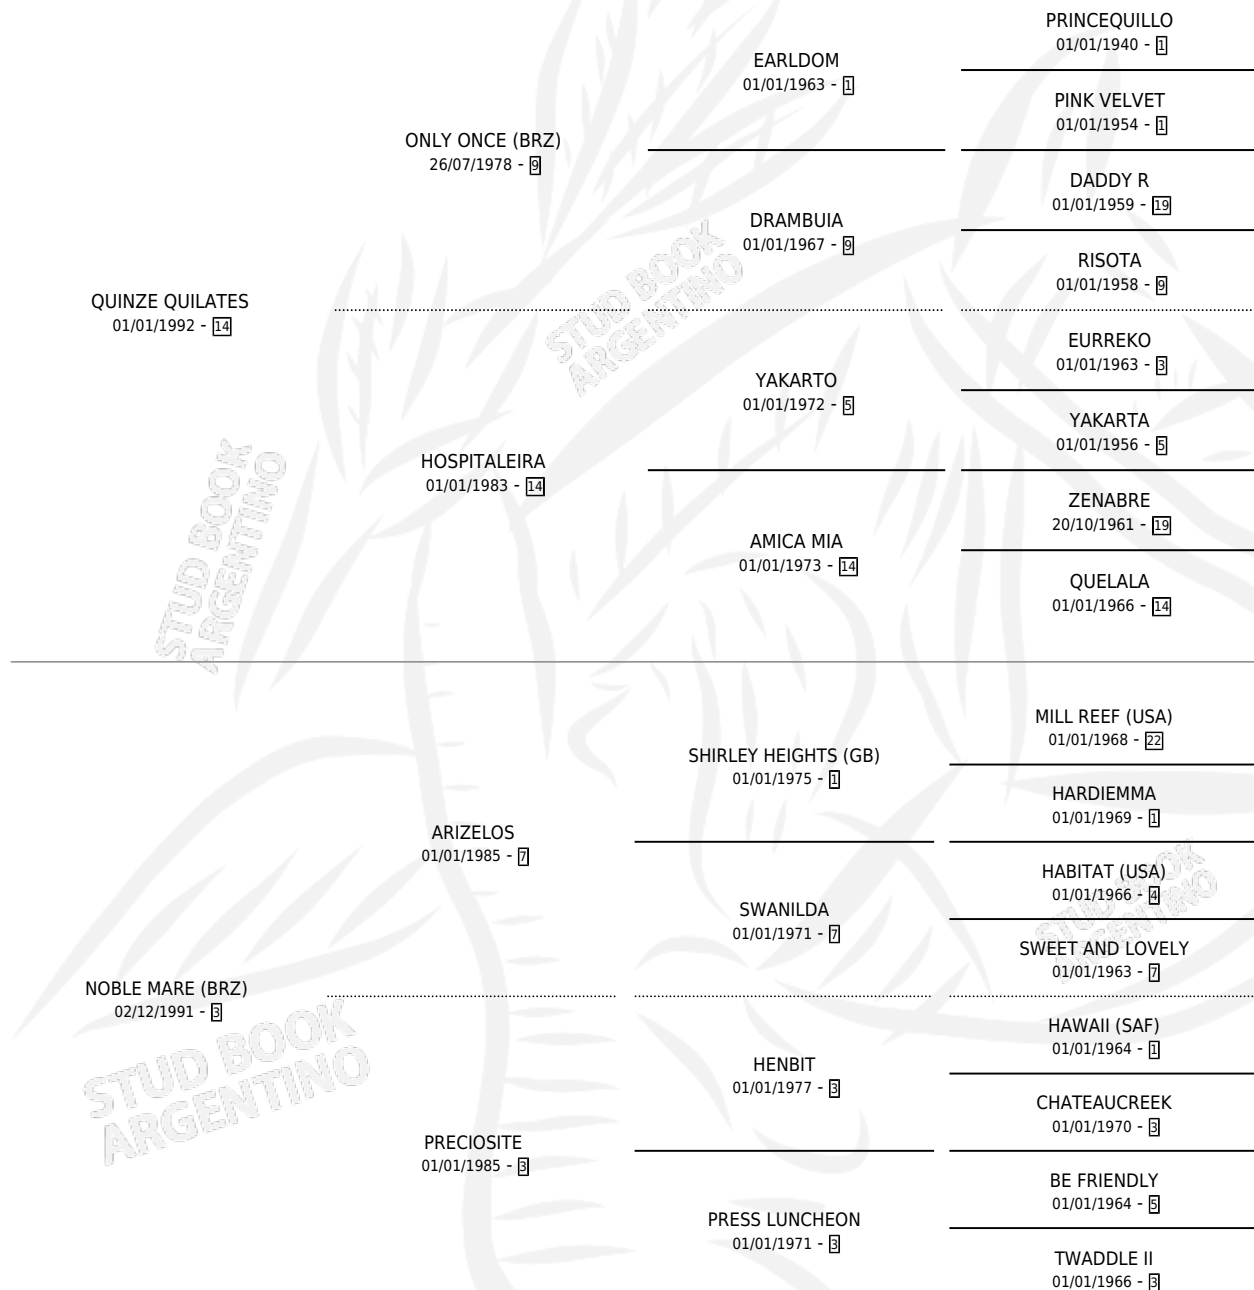 PRINCEQUILLO
01/01/1940 - 1
EARLDOM
01/01/1963 - 1
PINK VELVET
01/01/1954 - 1
ONLY ONCE (BRZ)
26/07/1978 - 9
DADDY R
01/01/1959 - 19
DRAMBUIA
01/01/1967 - 9
RISOTA
01/01/1958 - 9
QUINZE QUILATES
01/01/1992 - 14
EURREKO
01/01/1963 - 3
YAKARTO
01/01/1972 - 5
YAKARTA
01/01/1956 - 5
HOSPITALEIRA
01/01/1983 - 14
ZENABRE
20/10/1961 - 19
AMICA MIA
01/01/1973 - 14
QUELALA
01/01/1966 - 14
STUD BOOK
ARGENTINO
STUD BOOK
ARGENTINO
MILL REEF (USA)
01/01/1968 - 22
SHIRLEY HEIGHTS (GB)
01/01/1975 - 1
HARDIEMMA
01/01/1969 - 1
ARIZELOS
01/01/1985 - 7
HABITAT (USA)
01/01/1966 - 4
SWANILDA
01/01/1971 - 7
SWEET AND LOVELY
01/01/1963 - 7
NOBLE MARE (BRZ)
02/12/1991 - 3
HAWAII (SAF)
01/01/1964 - 1
HENBIT
01/01/1977 - 3
CHATEAUCREEK
01/01/1970 - 3
PRECIOSITE
01/01/1985 - 3
BE FRIENDLY
01/01/1964 - 5
PRESS LUNCHEON
01/01/1971 - 3
TWADDLE II
01/01/1966 - 3
STUD BOOK
ARGENTINO
STUD BOOK
ARGENTINO